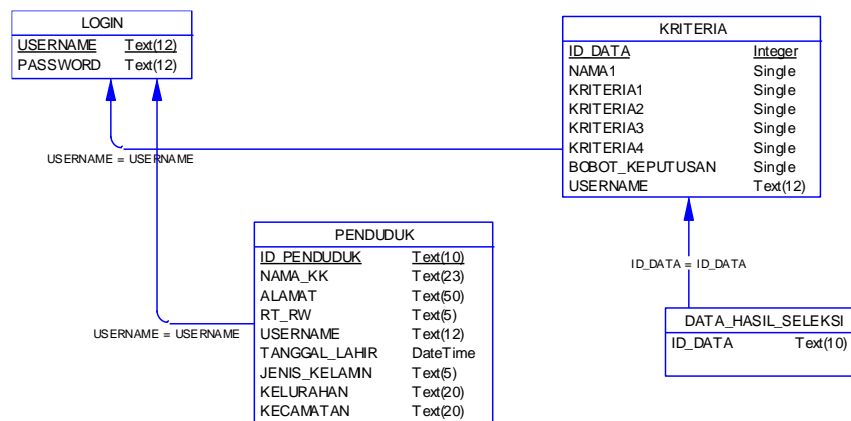 LOGIN
USERNAME Text(12)
PASSWORD Text(12)
KRITERIA
ID_DATA Integer
NAMA1 Single
KRITERIA1 Single
KRITERIA2 Single
KRITERIA3 Single
KRITERIA4 Single
BOBOT_KEPUTUSAN Single
USERNAME Text(12)
USERNAME = USERNAME
PENDUDUK
ID_PENDUDUK Text(10)
NAMA_KK Text(23)
ALAMAT Text(50)
RT_RW Text(5)
USERNAME Text(12)
TANGGAL_LAHIR DateTime
JENIS_KELAMIN Text(5)
KELURAHAN Text(20)
KECAMATAN Text(20)
USERNAME = USERNAME
ID_DATA = ID_DATA
DATA_HASIL_SELEKSI
ID_DATA Text(10)